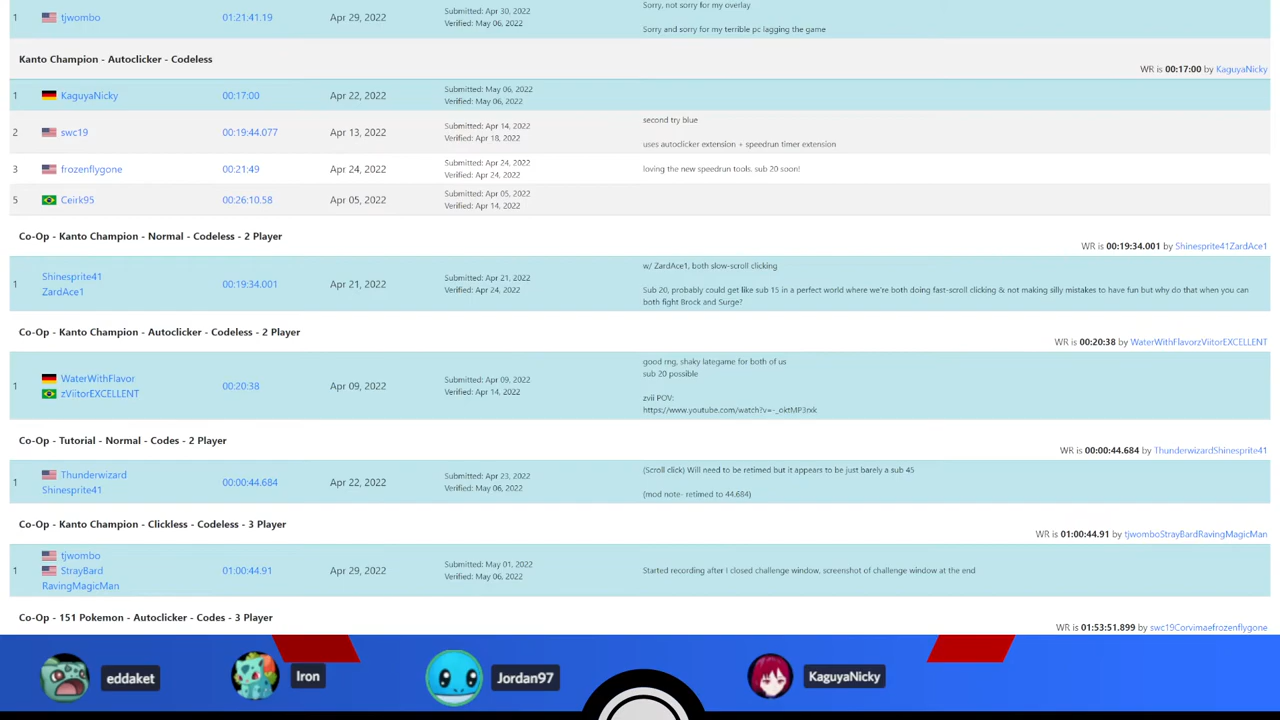 Sorry, not sorry for my overlay
1 tjwombo 01:21:41.19 Apr 29, 2022 Submitted: Apr 30, 2022
Verified: May 06, 2022
Sorry and sorry for my terrible pc lagging the game
Kanto Champion - Autoclicker - Codeless
WR is 00:17:00 by KaguyaNicky
1 KaguyaNicky 00:17:00 Apr 22, 2022 Submitted: May 06, 2022
Verified: May 06, 2022
second try blue
2 swc19 00:19:44.077 Apr 13, 2022 Submitted: Apr 14, 2022
Verified: Apr 18, 2022
uses autoclicker extension + speedrun timer extension
3 frozenflygone 00:21:49 Apr 24, 2022 Submitted: Apr 24, 2022
Verified: Apr 24, 2022
loving the new speedrun tools. sub 20 soon!
5 Ceirk95 00:26:10.58 Apr 05, 2022 Submitted: Apr 05, 2022
Verified: Apr 14, 2022
Co-Op - Kanto Champion - Normal - Codeless - 2 Player
WR is 00:19:34.001 by Shinesprite41ZardAce1
w/ ZardAce1, both slow-scroll clicking
1 Shinesprite41
ZardAce1
00:19:34.001 Apr 21, 2022 Submitted: Apr 21, 2022
Verified: Apr 24, 2022
Sub 20, probably could get like sub 15 in a perfect world where we're both doing fast-scroll clicking & not making silly mistakes to have fun but why do that when you can
both fight Brock and Surge?
Co-Op - Kanto Champion - Autoclicker - Codeless - 2 Player
WR is 00:20:38 by WaterWithFlavorzViitorEXCELLENT
good rng, shaky lategame for both of us
sub 20 possible
1 WaterWithFlavor
zViitorEXCELLENT
00:20:38 Apr 09, 2022 Submitted: Apr 09, 2022
Verified: Apr 14, 2022
zvii POV:
https://www.youtube.com/watch?v=-_oktMP3rxk
Co-Op - Tutorial - Normal - Codes - 2 Player
WR is 00:00:44.684 by ThunderwizardShinesprite41
(Scroll click) Will need to be retimed but it appears to be just barely a sub 45
1 Thunderwizard
Shinesprite41
00:00:44.684 Apr 22, 2022 Submitted: Apr 23, 2022
Verified: May 06, 2022
(mod note- retimed to 44.684)
Co-Op - Kanto Champion - Clickless - Codeless - 3 Player
WR is 01:00:44.91 by tjwomboStrayBardRavingMagicMan
1 tjwombo
StrayBard
RavingMagicMan
01:00:44.91 Apr 29, 2022 Submitted: May 01, 2022
Verified: May 06, 2022
Started recording after I closed challenge window, screenshot of challenge window at the end
Co-Op - 151 Pokemon - Autoclicker - Codes - 3 Player
WR is 01:53:51.899 by swc19Corvimaefrozenflygone
eddaket Iron Jordan97 KaguyaNicky